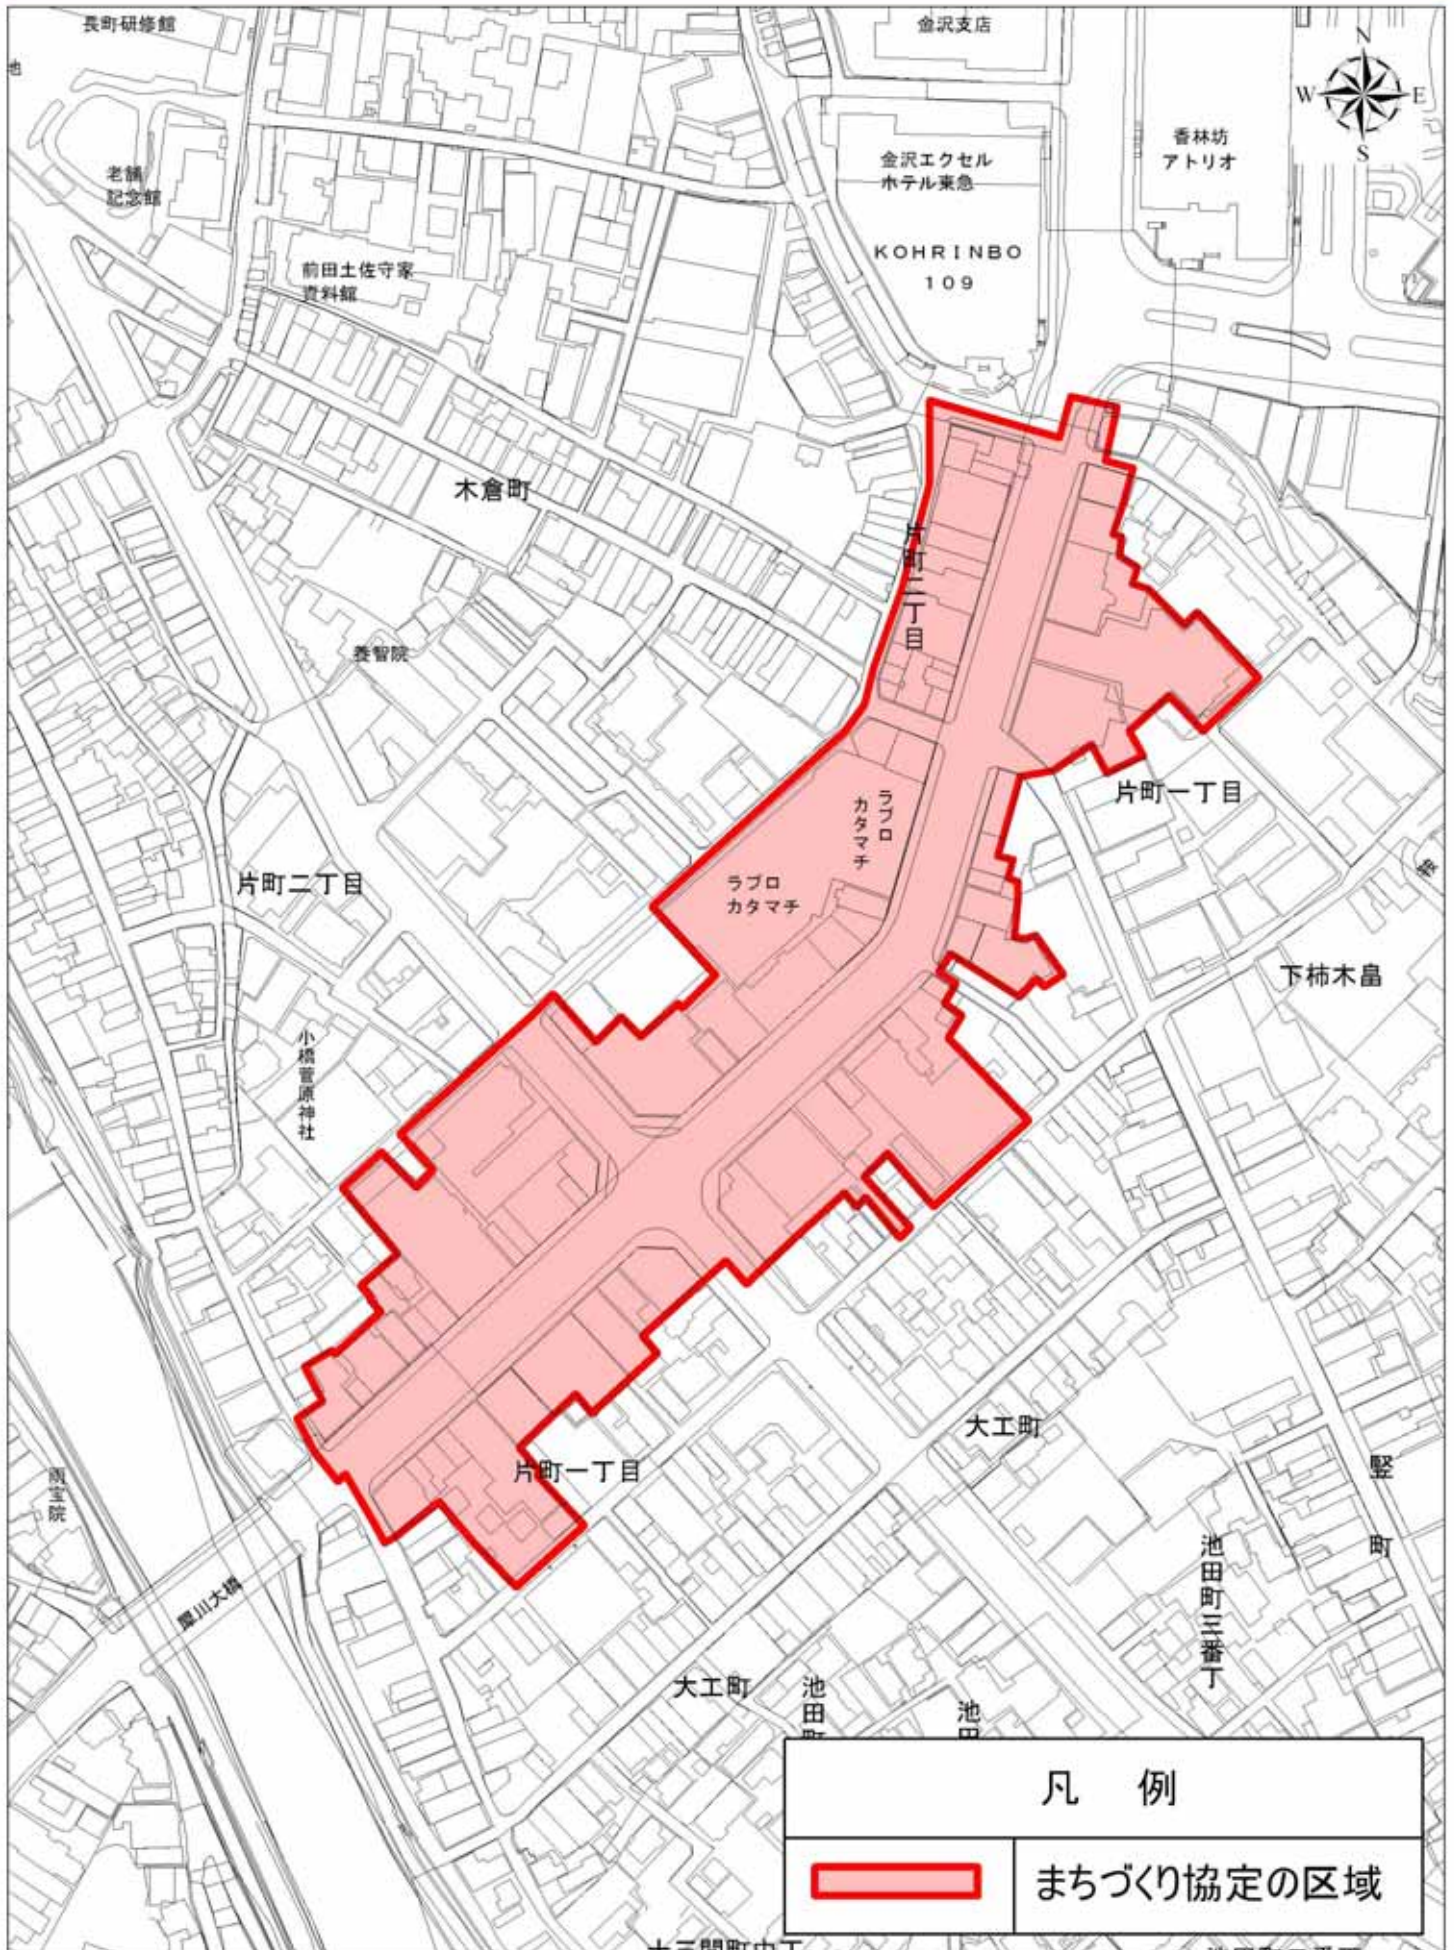 長町研修館
金沢支店
N
W
E
S
香林坊
アトリオ
金沢エクセル
ホテル東急
老舗
記念館
KOHRINBO
109
前田土佐守家
資料館
木倉町
片町二丁目
養智院
片町一丁目
ラブロ
カタマチ
ラブロ
カタマチ
片町二丁目
下柿木畠
小橋菅原神社
大工町
片町一丁目
竪町
雨宝院
池田町三番丁
犀川大橋
大工町
池田町
池田
凡 例
まちづくり協定の区域